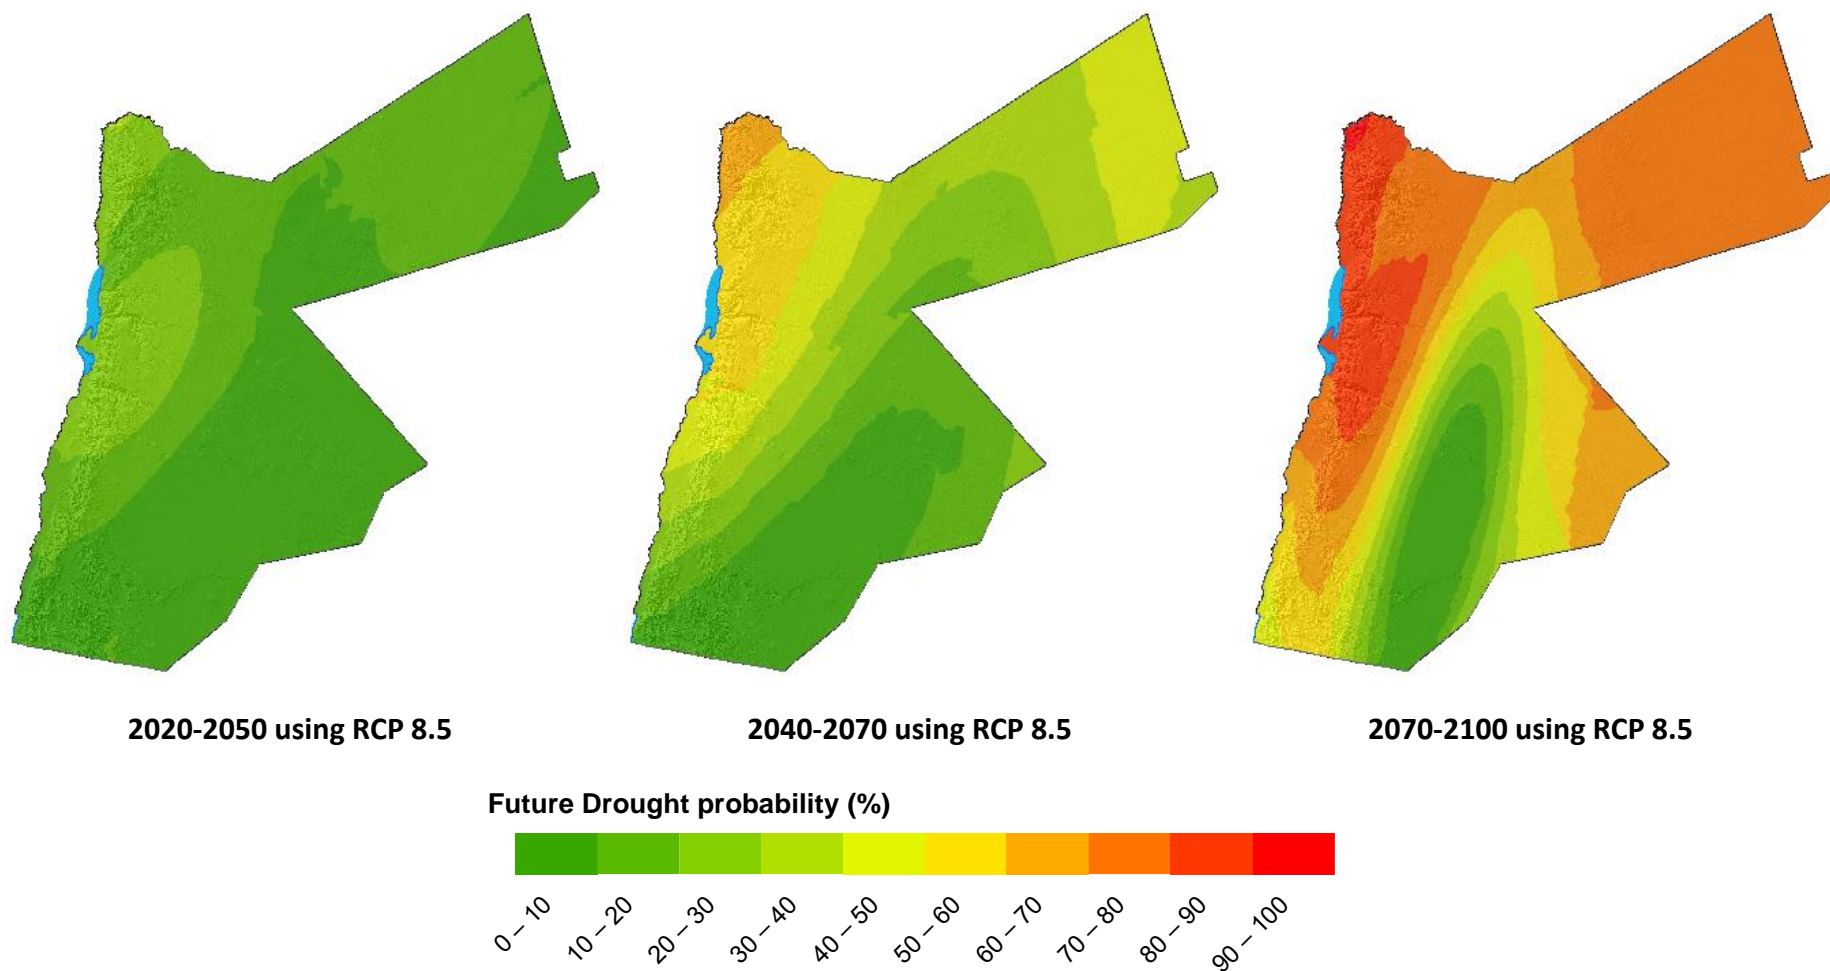 2020-2050 using RCP 8.5
2040-2070 using RCP 8.5
2070-2100 using RCP 8.5
Future Drought probability (%)
0 – 10
10 – 20
20 – 30
30 – 40
40 – 50
50 – 60
60 – 70
70 – 80
80 – 90
90 – 100